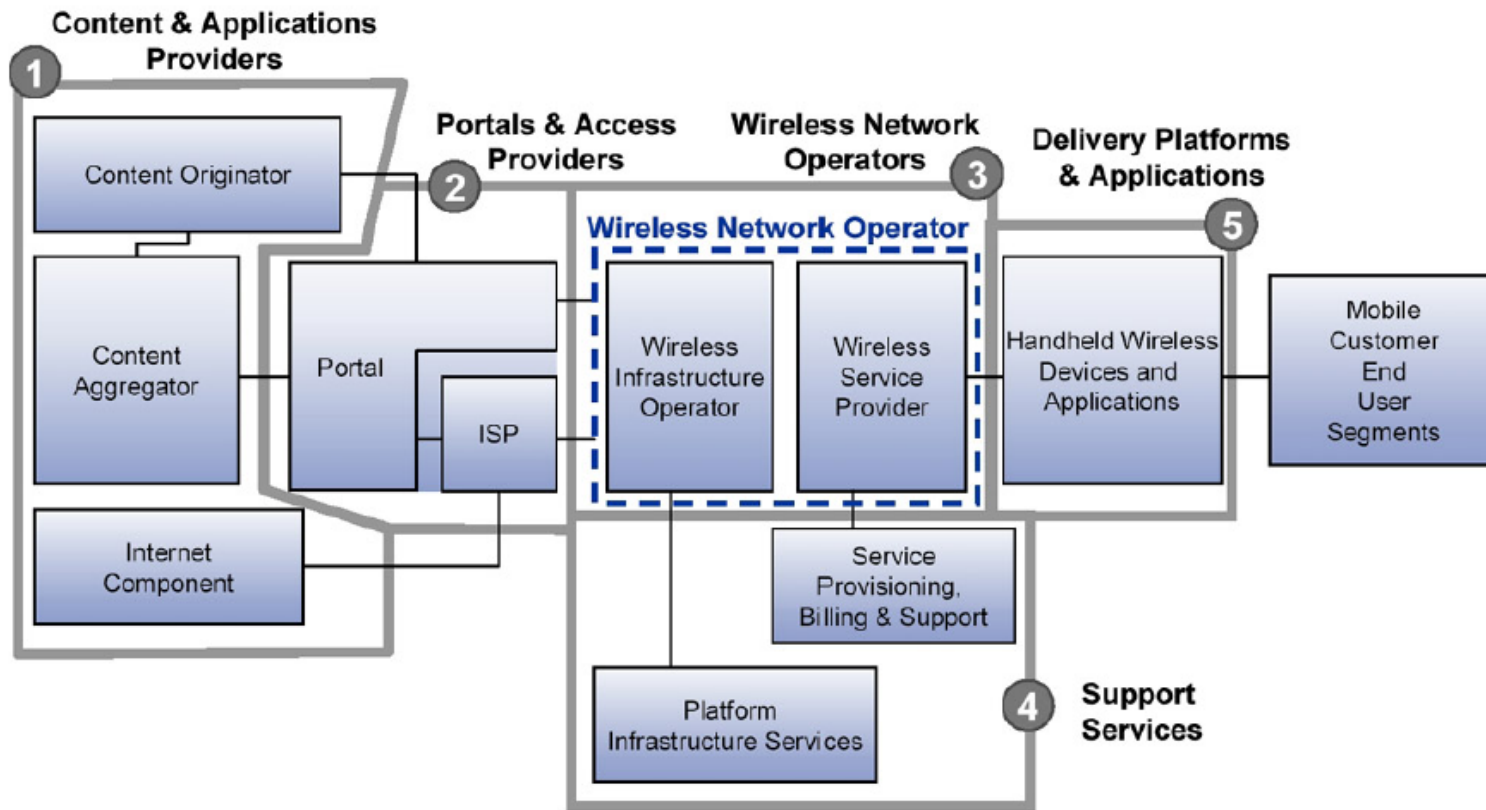 Content & Applications
Providers
1
Portals & Access
Providers
2
Wireless Network
Operators
3
Delivery Platforms
& Applications
5
Content Originator
Wireless Network Operator
Content
Aggregator
Portal
ISP
Wireless
Infrastructure
Operator
Wireless
Service
Provider
Handheld Wireless
Devices and
Applications
Mobile
Customer
End
User
Segments
Internet
Component
Service
Provisioning,
Billing & Support
Platform
Infrastructure Services
4
Support
Services